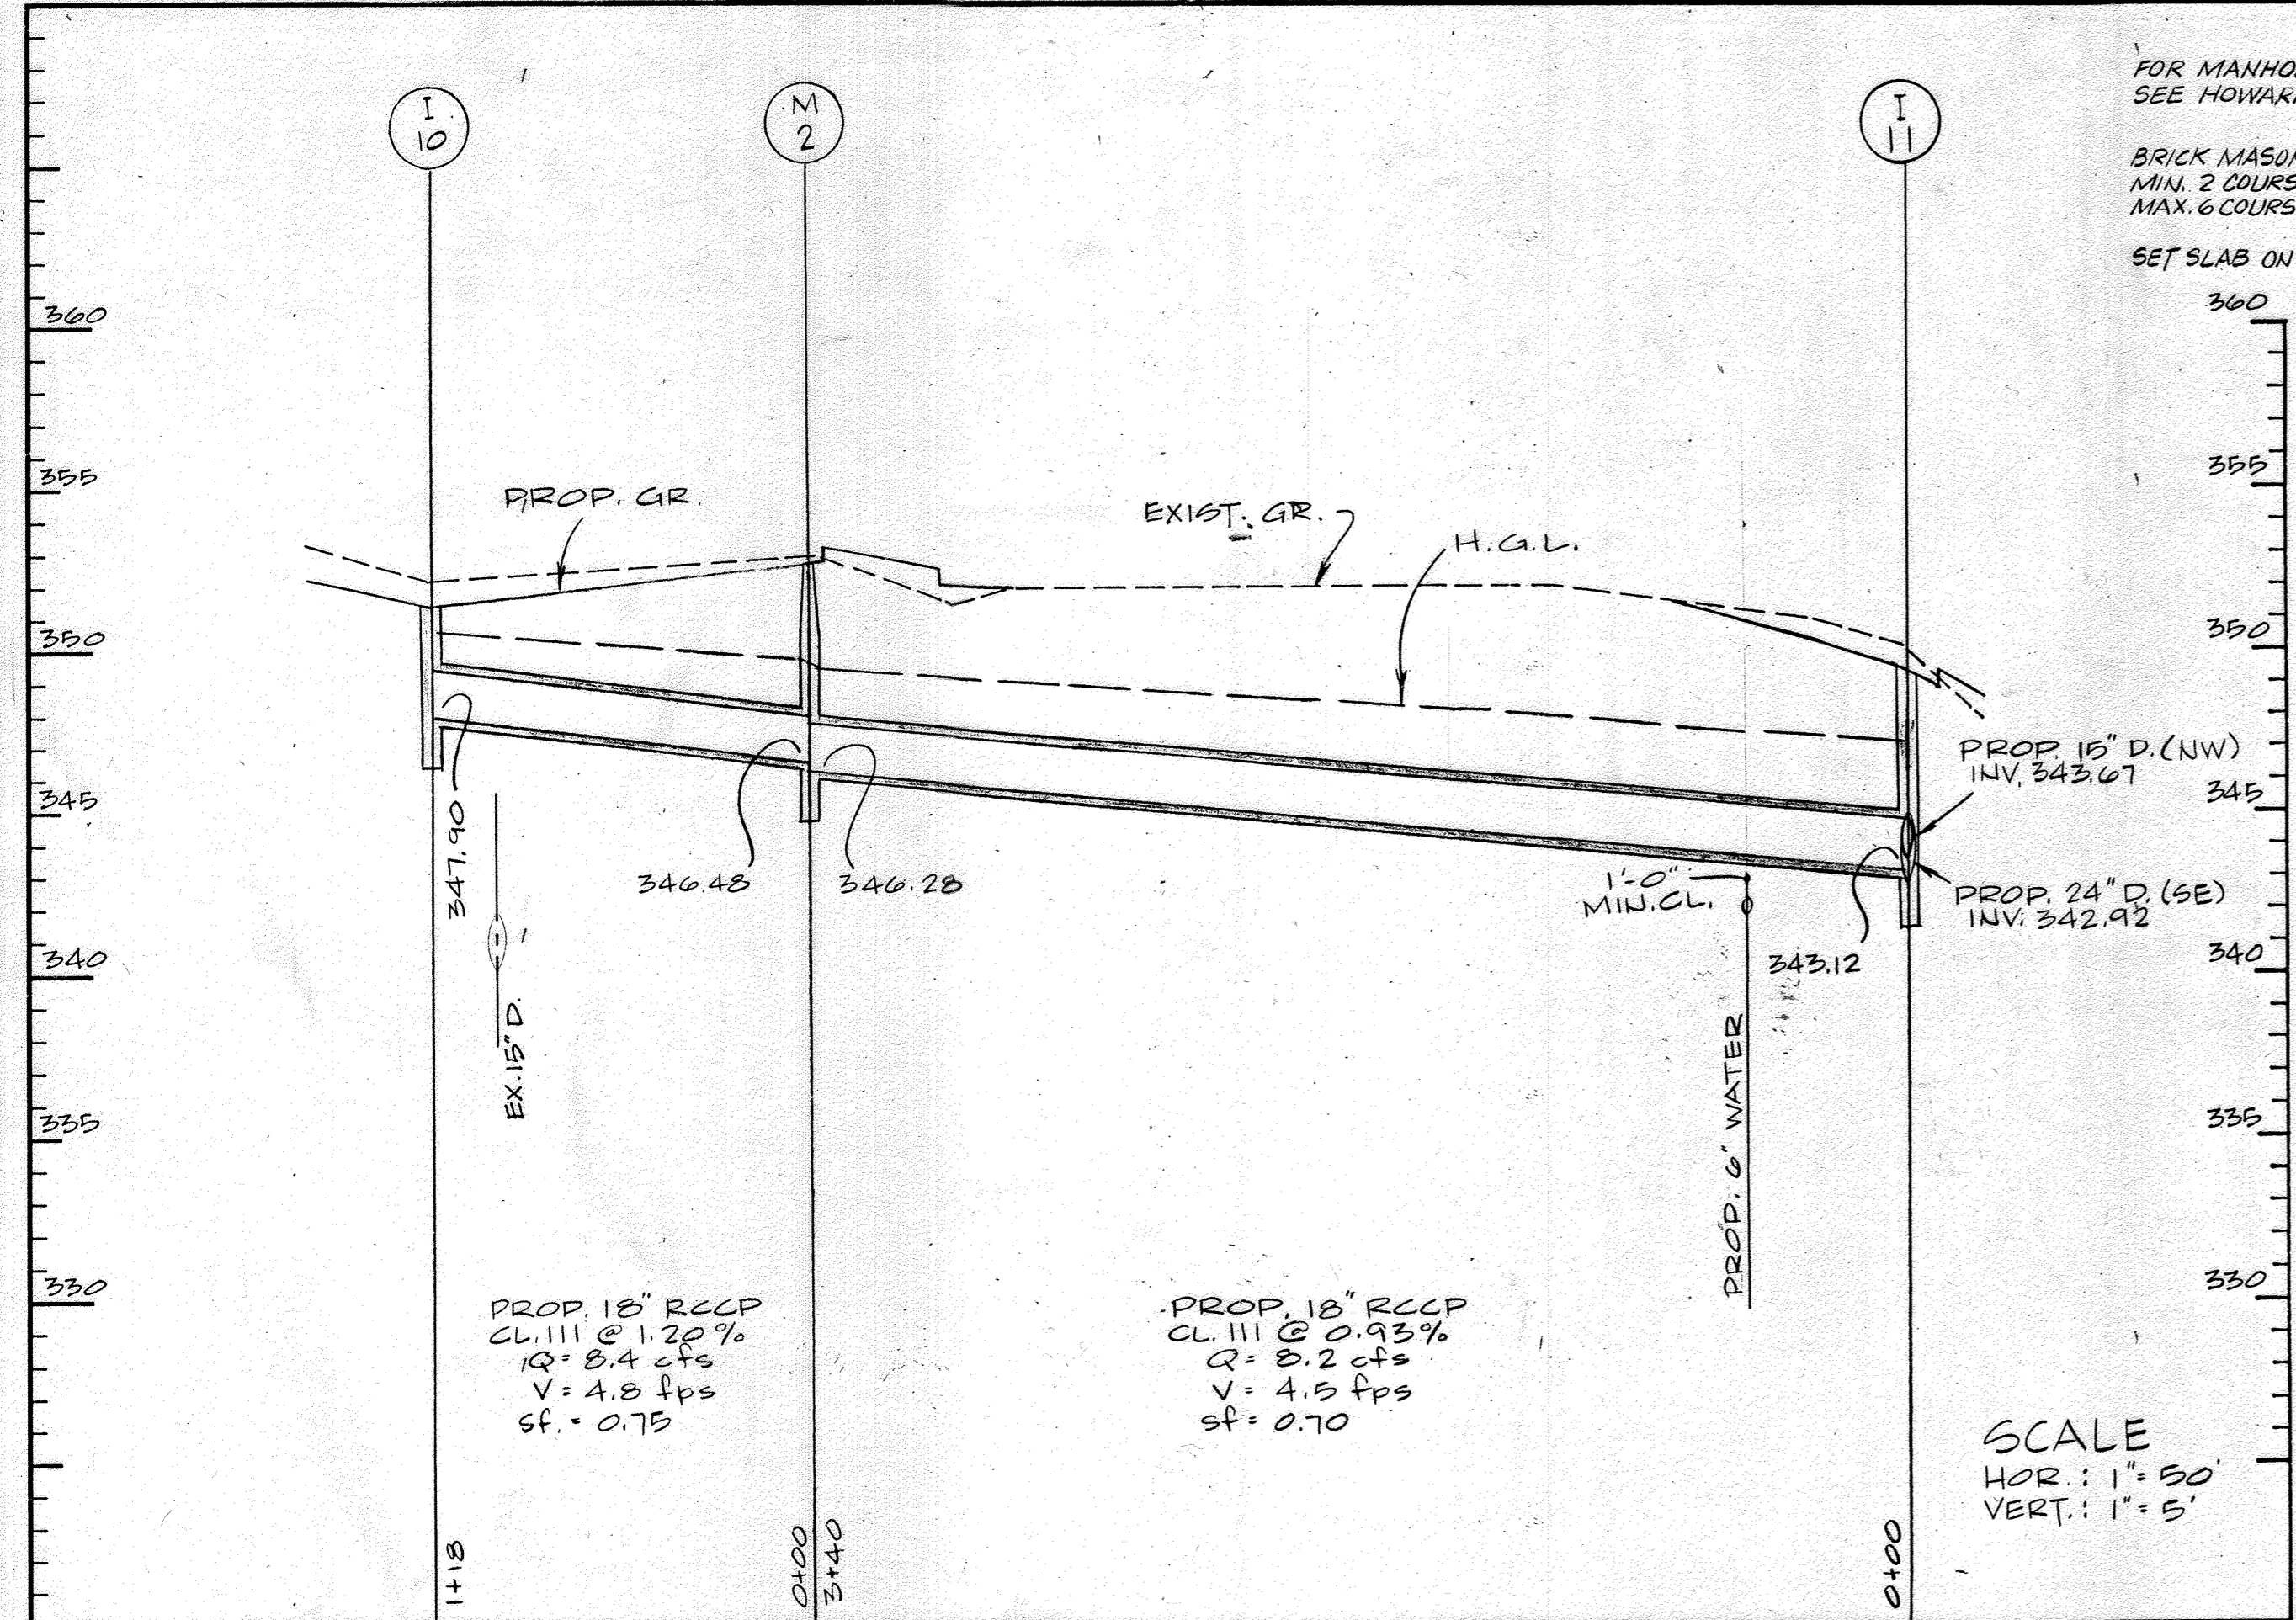 FOR MANHO
SEE HOWAR
BRICK MASON
MIN. 2 COURS
MAX. 6 COURS
SET SLAB ON
I
10
M
2
I
11
360
355
350
345
340
335
330
360
355
350
345
340
335
330
PROP. GR.
EXIST. GR.
H.G.L.
347.90
346.48
346.28
EX. 15" D.
1'-0"
MIN. CL.
PROP. 6" WATER
343.12
PROP. 15" D. (NW)
INV. 343.67
PROP. 24" D. (SE)
INV. 342.92
PROP. 18" RCCP
CL. III @ 1.20%
Q = 8.4 cfs
V = 4.8 fps
sf. = 0.75
PROP. 18" RCCP
CL. III @ 0.93%
Q = 8.2 cfs
V = 4.5 fps
sf = 0.70
SCALE
HOR.: 1" = 50'
VERT.: 1" = 5'
1+18
0+00
3+40
0+00